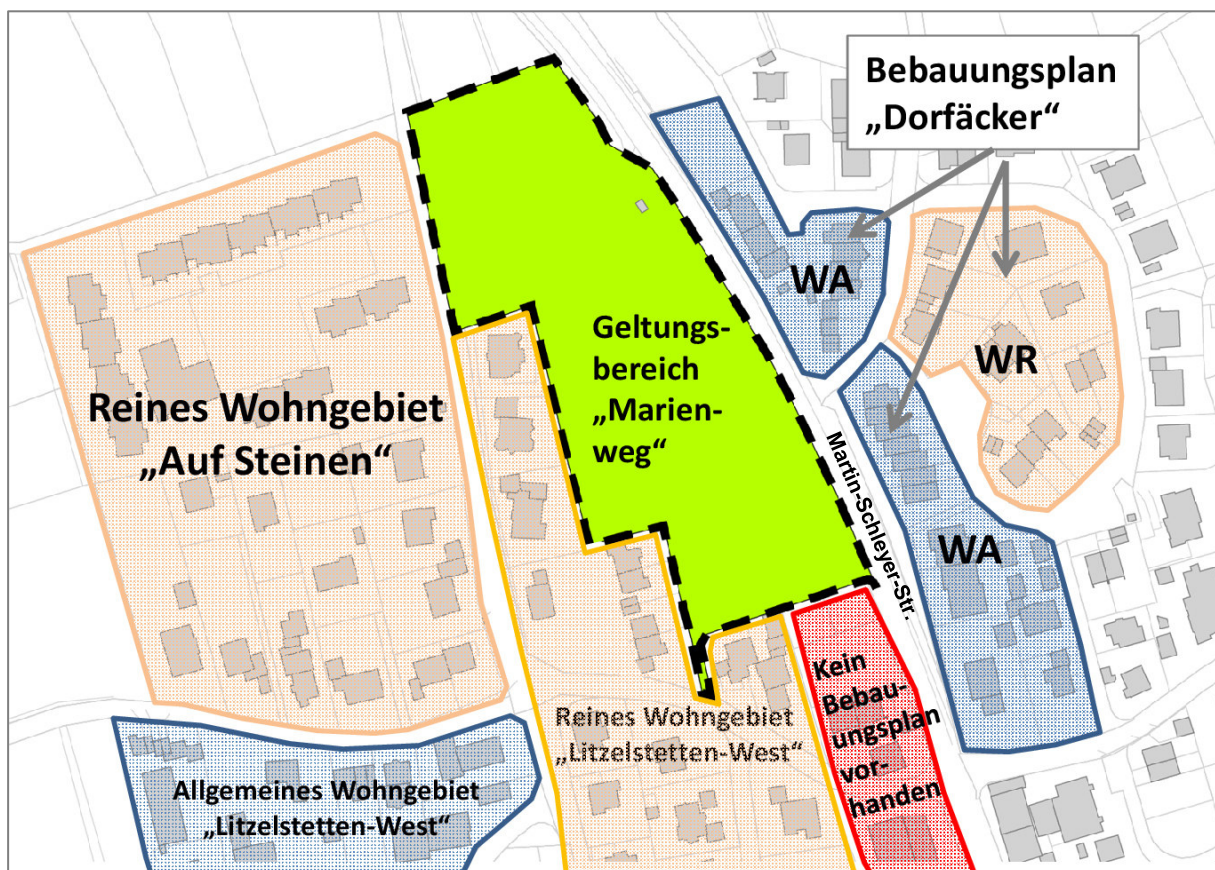 Bebauungsplan
„Dorfäcker“
WA
WR
Geltungs-
bereich
„Marien-
weg“
Reines Wohngebiet
„Auf Steinen“
Martin-Schleyer-Str.
WA
Kein
Bebau-
ungsplan
vor-
handen
Reines Wohngebiet
„Litzelstetten-West“
Allgemeines Wohngebiet
„Litzelstetten-West“